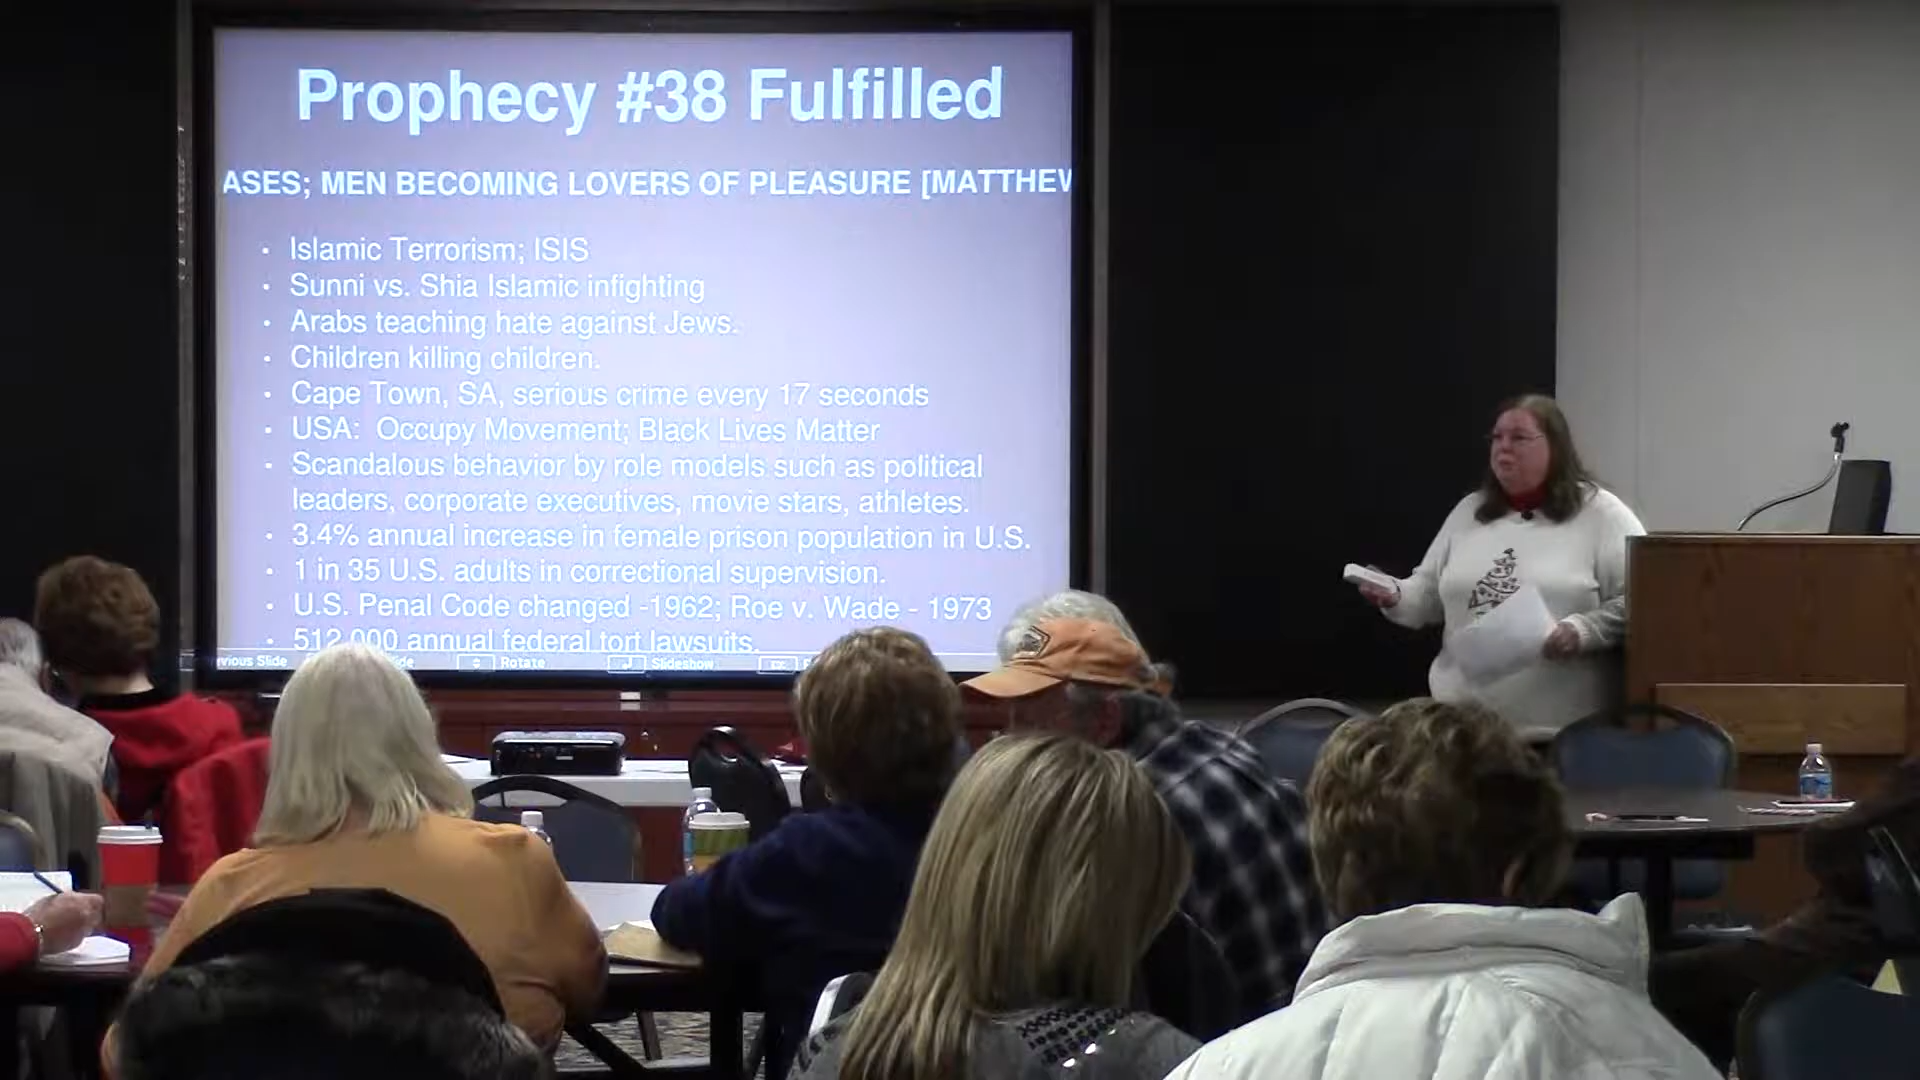 Prophecy #38 Fulfilled
ASES; MEN BECOMING LOVERS OF PLEASURE [MATTHEW
• Islamic Terrorism; ISIS
• Sunni vs. Shia Islamic infighting
• Arabs teaching hate against Jews.
• Children killing children.
• Cape Town, SA, serious crime every 17 seconds
• USA: Occupy Movement; Black Lives Matter
• Scandalous behavior by role models such as political
leaders, corporate executives, movie stars, athletes.
• 3.4% annual increase in female prison population in U.S.
• 1 in 35 U.S. adults in correctional supervision.
• U.S. Penal Code changed -1962; Roe v. Wade - 1973
• 512,000 annual federal tort lawsuits.
vious Slide Rotate Slideshow